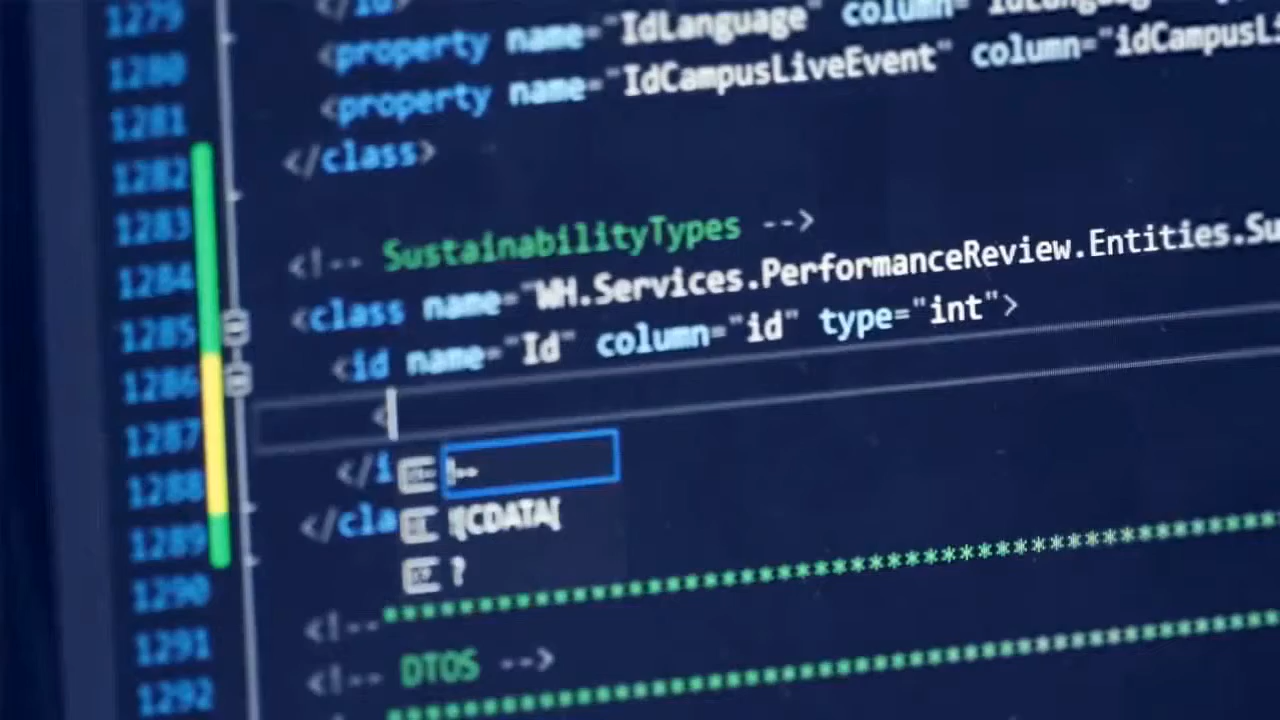 1279 </id>
1280 <property name="IdLanguage" column=
1281 <property name="IdCampusLiveEvent" column="idCampusLi
1282 </class>
1283
1284 <!-- SustainabilityTypes -->
1285 <class name="WH.Services.PerformanceReview.Entities.Su
1286 <id name="Id" column="id" type="int">
1287 <
1288 </i !--
1289 </cla ![CDATA[
1290 ?
1291 <!--****************************************************
1292 <!-- DTOS -->